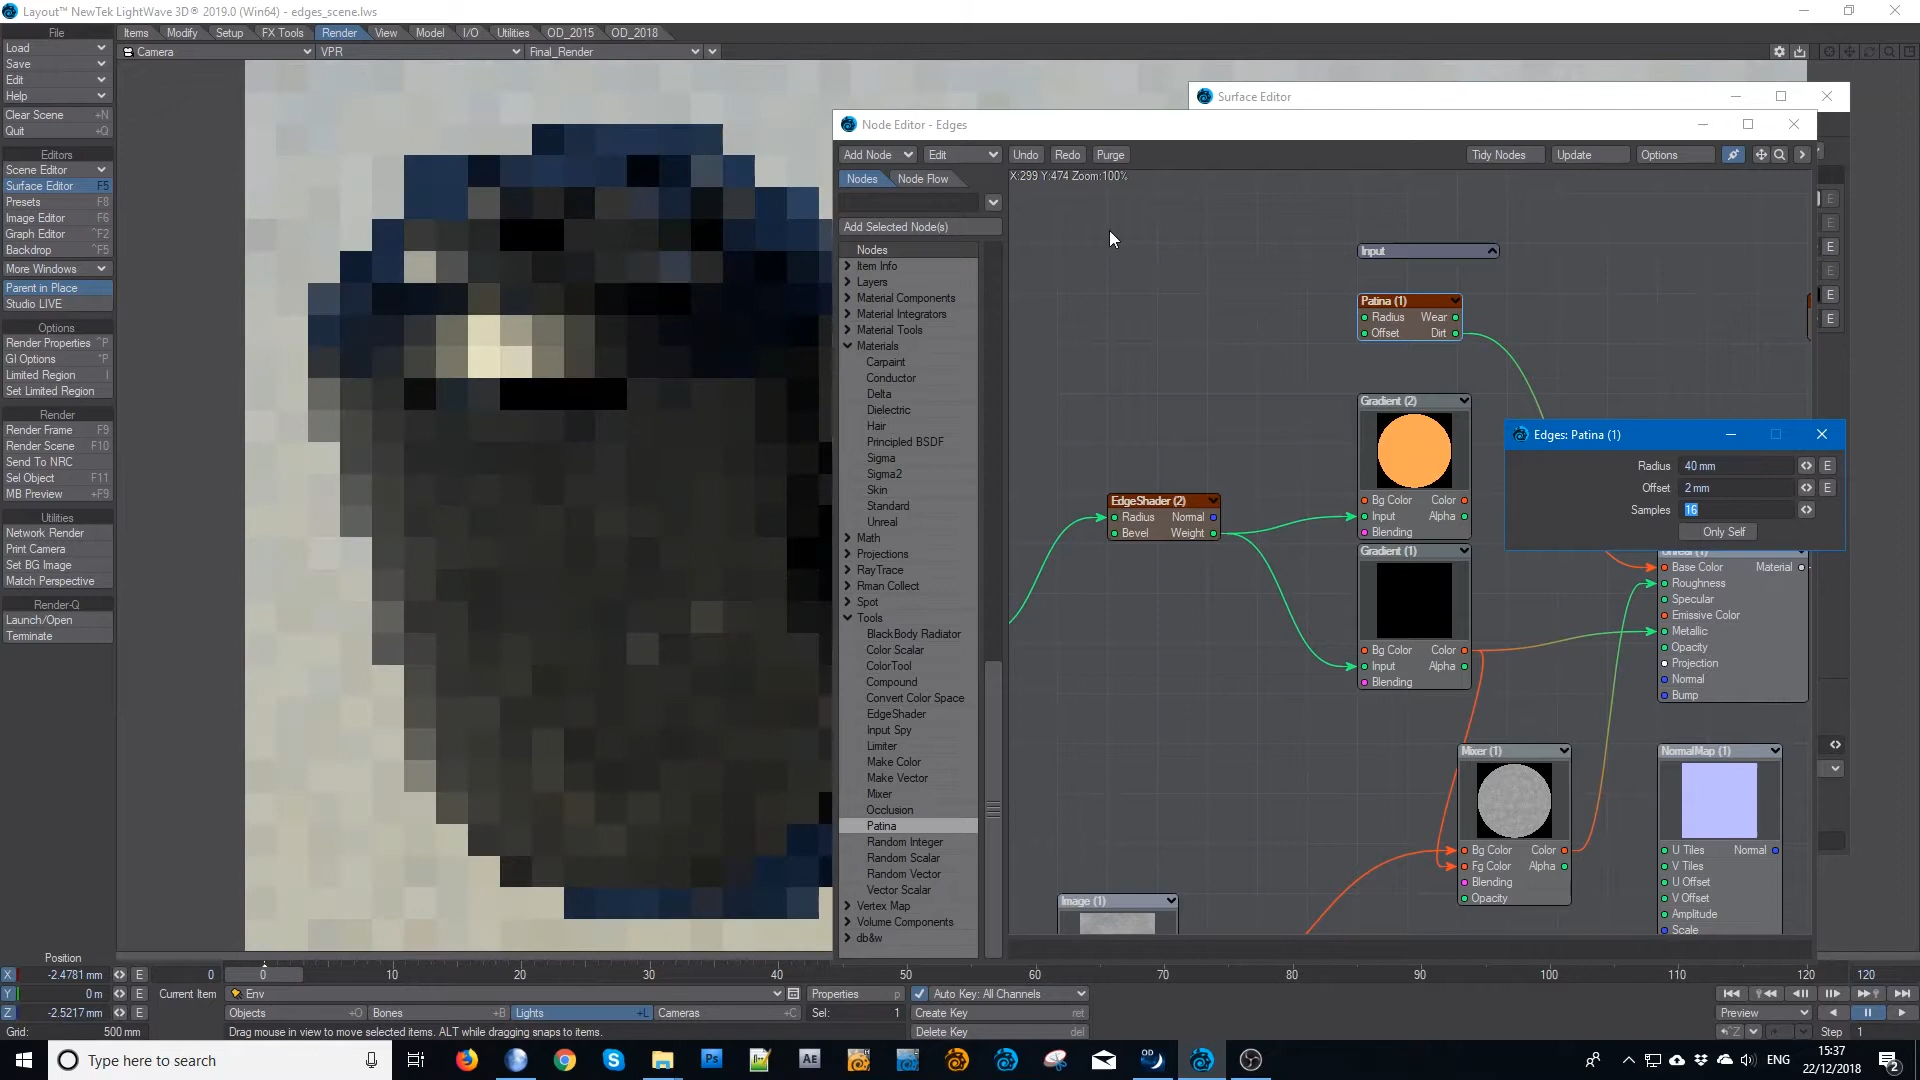 Layout™ NewTek LightWave 3D® 2019.0 (Win64) - edges_scene.lws
File
Items Modify Setup FX Tools Render View Model I/O Utilities OD_2015 OD_2018
Load
Camera VPR Final_Render
Save
Edit
Help
Clear Scene +N
Quit +Q
Editors
Scene Editor
Surface Editor F5
Presets F8
Image Editor F6
Graph Editor ^F2
Backdrop ^F5
More Windows
Parent in Place
Studio LIVE
Options
Render Properties ^P
GI Options *P
Limited Region l
Set Limited Region
Render
Render Frame F9
Render Scene F10
Send To NRC
Sel Object F11
MB Preview +F9
Utilities
Network Render
Print Camera
Set BG Image
Match Perspective
Render-Q
Launch/Open
Terminate
Surface Editor
Node Editor - Edges
Add Node Edit Undo Redo Purge Tidy Nodes Update Options
Nodes Node Flow
X:299 Y:474 Zoom:100%
Add Selected Node(s)
Nodes
Item Info
Layers
Material Components
Material Integrators
Material Tools
Materials
Carpaint
Conductor
Delta
Dielectric
Hair
Principled BSDF
Sigma
Sigma2
Skin
Standard
Unreal
Math
Projections
RayTrace
Rman Collect
Spot
Tools
BlackBody Radiator
Color Scalar
ColorTool
Compound
Convert Color Space
EdgeShader
Input Spy
Limiter
Make Color
Make Vector
Mixer
Occlusion
Patina
Random Integer
Random Scalar
Random Vector
Vector Scalar
Vertex Map
Volume Components
db&w
Input
Patina (1)
Radius Wear
Offset Dirt
Gradient (2)
Bg Color Color
Input Alpha
Blending
EdgeShader (2)
Radius Normal
Bevel Weight
Gradient (1)
Bg Color Color
Input Alpha
Blending
Edges: Patina (1)
Radius 40 mm E
Offset 2 mm E
Samples 16
Only Self
Base Color Material
Roughness
Specular
Emissive Color
Metallic
Opacity
Projection
Normal
Bump
Mixer (1)
Bg Color Color
Fg Color Alpha
Blending
Opacity
NormalMap (1)
U Tiles Normal
V Tiles
U Offset
V Offset
Amplitude
Scale
Image (1)
E
E
E
E
E
E
Position
X -2.4781 mm E 0 0 10 20 30 40 50 60 70 80 90 100 110 120 120
Y 0 m E Current Item Env Properties p Auto Key: All Channels
Z -2.5217 mm E Objects +O Bones +B Lights +L Cameras +C Sel: 1 Create Key ret Preview
Grid: 500 mm Drag mouse in view to move selected items. ALT while dragging snaps to items. Delete Key del ^Z Step 1
Type here to search
Ps AE OD ENG 15:37
22/12/2018 2